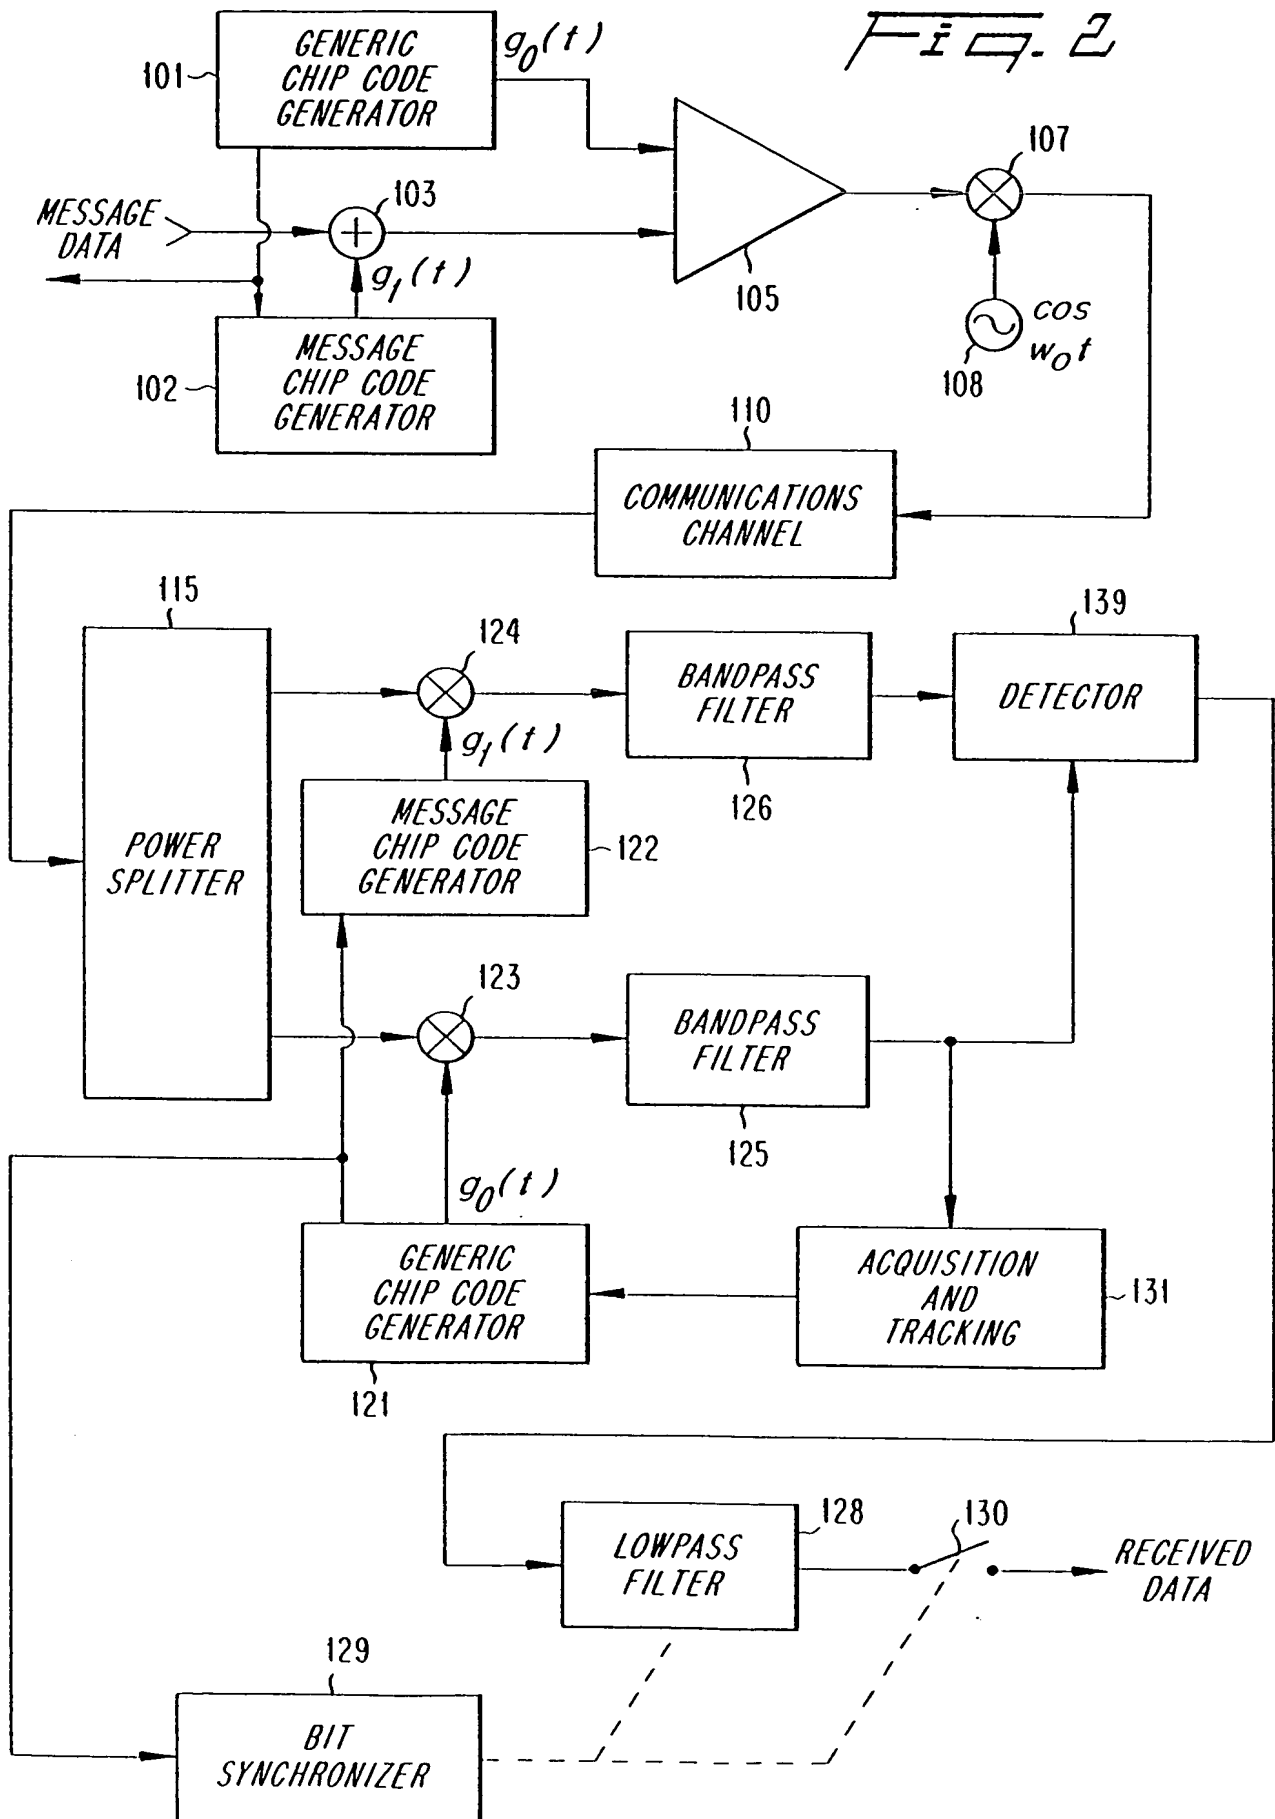 Fig. 2
GENERIC
CHIP CODE
GENERATOR
101
g0(t)
107
103
MESSAGE
DATA
g1(t)
105
cos
w0t
108
MESSAGE
CHIP CODE
GENERATOR
102
110
COMMUNICATIONS
CHANNEL
115
POWER
SPLITTER
124
BANDPASS
FILTER
126
139
DETECTOR
g1(t)
MESSAGE
CHIP CODE
GENERATOR
122
123
BANDPASS
FILTER
125
g0(t)
GENERIC
CHIP CODE
GENERATOR
121
ACQUISITION
AND
TRACKING
131
LOWPASS
FILTER
128
130
RECEIVED
DATA
129
BIT
SYNCHRONIZER